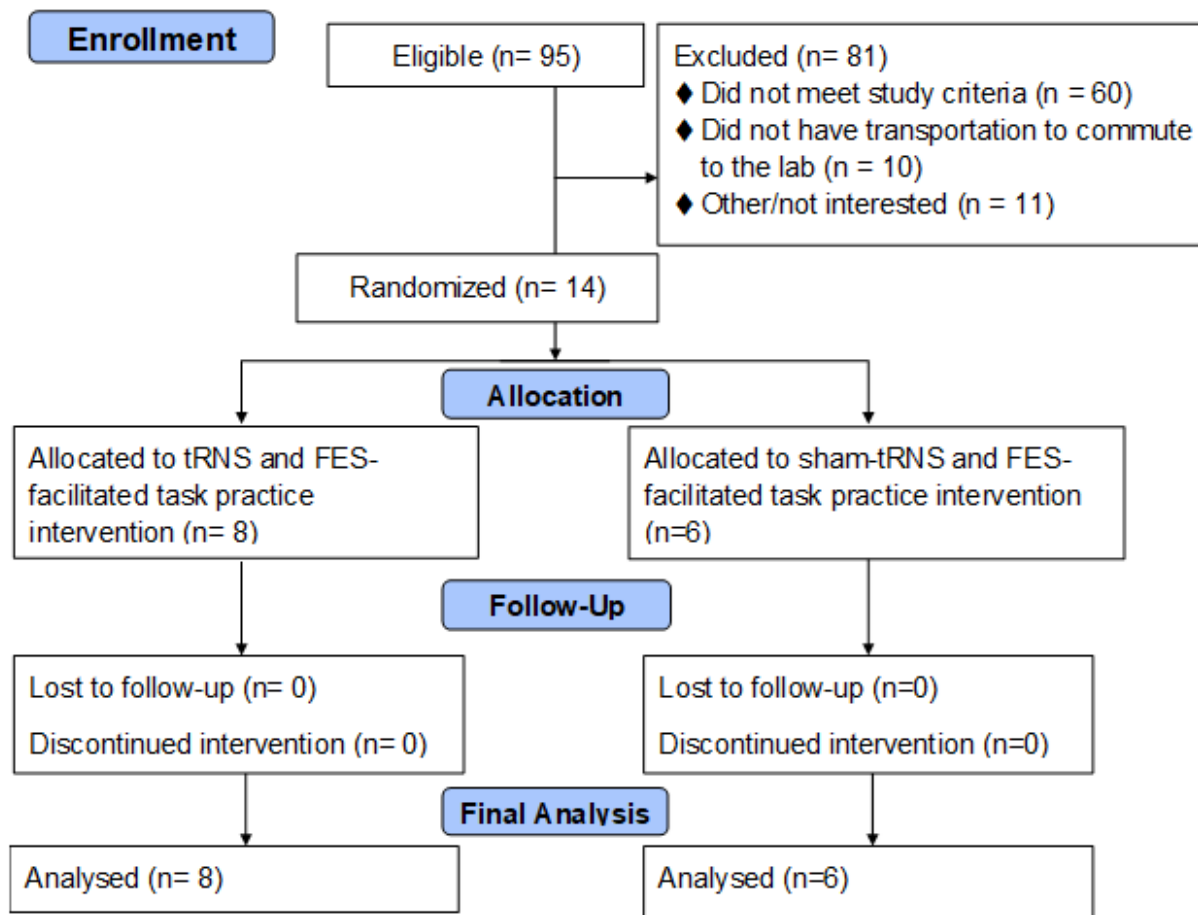 Enrollment
Eligible (n= 95)
Excluded (n= 81)
♦ Did not meet study criteria (n = 60)
♦ Did not have transportation to commute
to the lab (n = 10)
♦ Other/not interested (n = 11)
Randomized (n= 14)
Allocation
Allocated to tRNS and FES-
facilitated task practice
intervention (n= 8)
Allocated to sham-tRNS and FES-
facilitated task practice intervention
(n=6)
Follow-Up
Lost to follow-up (n= 0)
Discontinued intervention (n= 0)
Lost to follow-up (n=0)
Discontinued intervention (n=0)
Final Analysis
Analysed (n= 8)
Analysed (n=6)